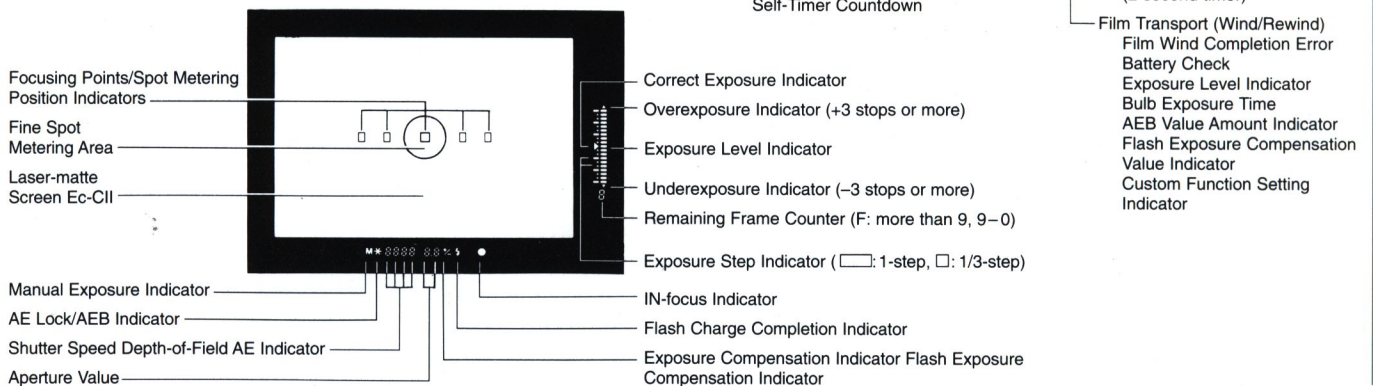 Self-Timer Countdown
Film Transport (Wind/Rewind)
Film Wind Completion Error
Battery Check
Exposure Level Indicator
Bulb Exposure Time
AEB Value Amount Indicator
Flash Exposure Compensation
Value Indicator
Custom Function Setting
Indicator
Focusing Points/Spot Metering
Position Indicators
Fine Spot
Metering Area
Laser-matte
Screen Ec-CII
Manual Exposure Indicator
AE Lock/AEB Indicator
Shutter Speed Depth-of-Field AE Indicator
Aperture Value
M * 8888 8.8
Correct Exposure Indicator
Overexposure Indicator (+3 stops or more)
Exposure Level Indicator
Underexposure Indicator (–3 stops or more)
Remaining Frame Counter (F: more than 9, 9–0)
Exposure Step Indicator ( ▭: 1-step, □: 1/3-step)
IN-focus Indicator
Flash Charge Completion Indicator
Exposure Compensation Indicator Flash Exposure
Compensation Indicator